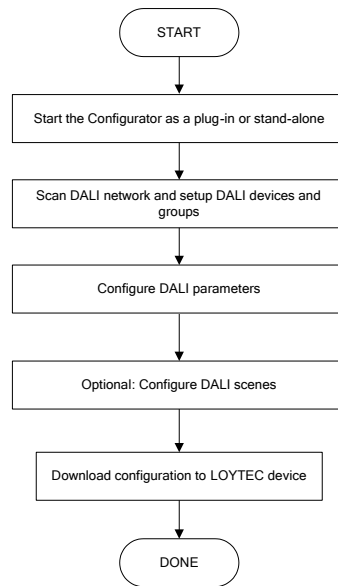 START
Start the Configurator as a plug-in or stand-alone
Scan DALI network and setup DALI devices and
groups
Configure DALI parameters
Optional: Configure DALI scenes
Download configuration to LOYTEC device
DONE